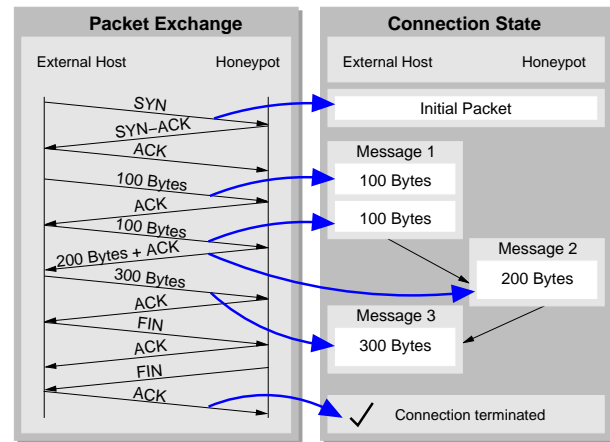 Packet Exchange
External Host
Honeypot
SYN
SYN–ACK
ACK
100 Bytes
ACK
100 Bytes
200 Bytes + ACK
300 Bytes
ACK
FIN
ACK
FIN
ACK
Connection State
External Host
Honeypot
Initial Packet
Message 1
100 Bytes
100 Bytes
Message 2
200 Bytes
Message 3
300 Bytes
Connection terminated